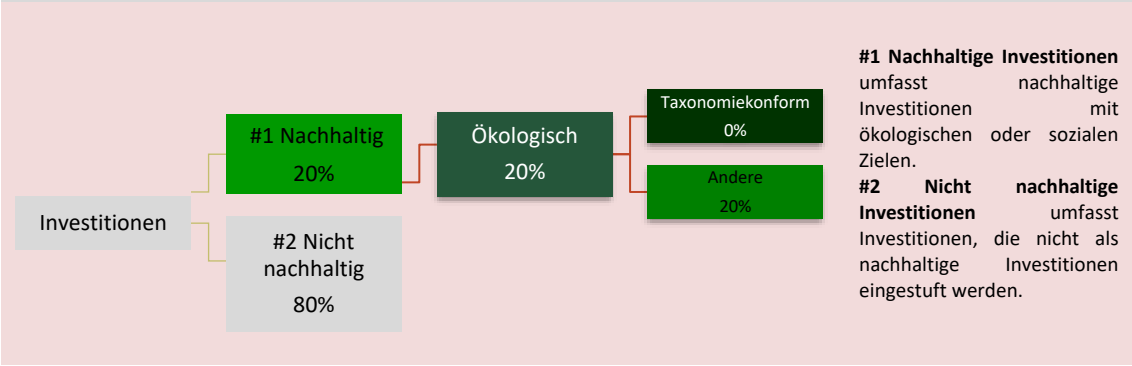 Investitionen
#1 Nachhaltig
20%
#2 Nicht
nachhaltig
80%
Ökologisch
20%
Taxonomiekonform
0%
Andere
20%
#1 Nachhaltige Investitionen
umfasst nachhaltige
Investitionen mit
ökologischen oder sozialen
Zielen.
#2 Nicht nachhaltige
Investitionen umfasst
Investitionen, die nicht als
nachhaltige Investitionen
eingestuft werden.